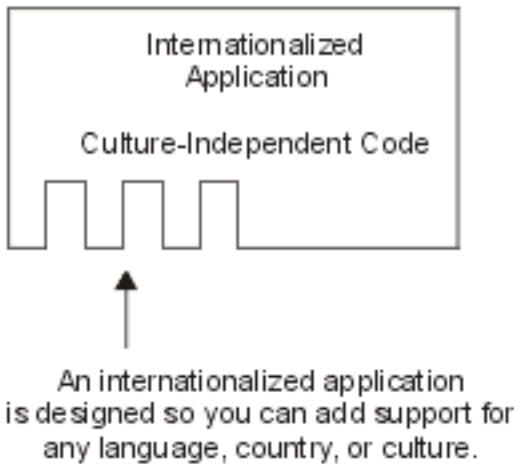 Internationalized
Application
Culture-Independent Code
An internationalized application
is designed so you can add support for
any language, country, or culture.